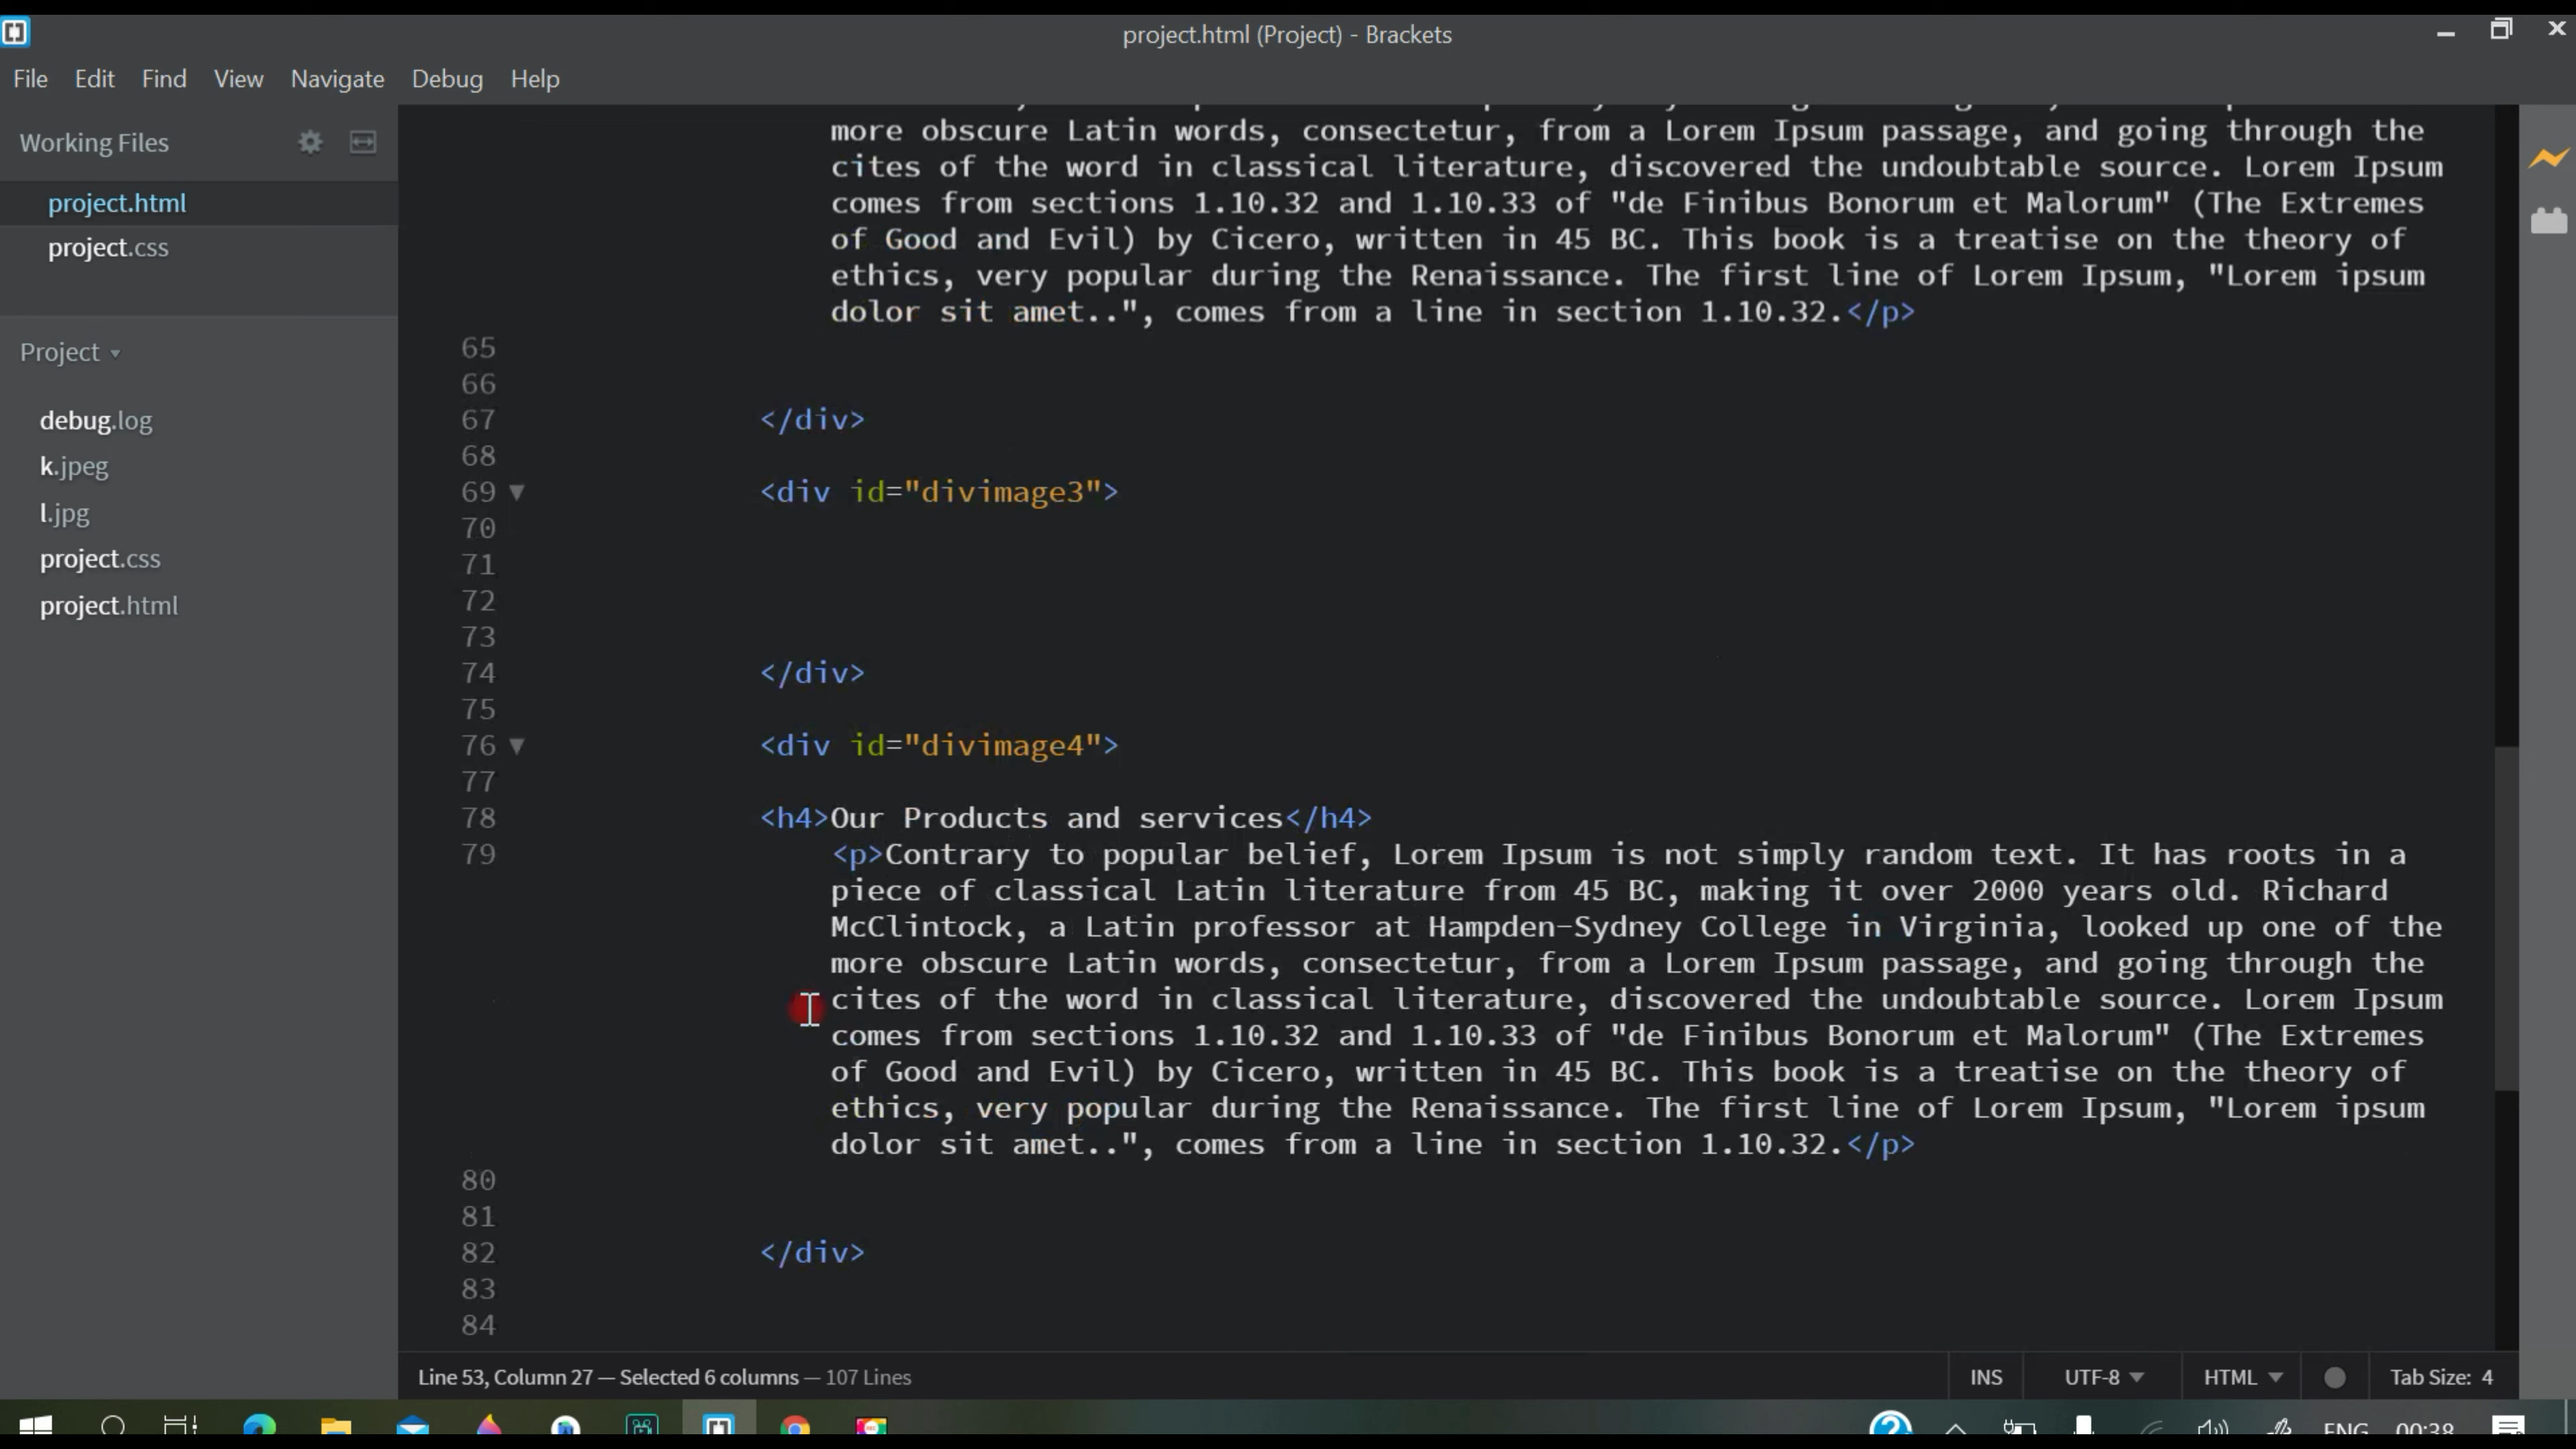 project.html (Project) - Brackets
File Edit Find View Navigate Debug Help
Working Files
project.html
project.css
Project
debug.log
k.jpeg
l.jpg
project.css
project.html
more obscure Latin words, consectetur, from a Lorem Ipsum passage, and going through the
cites of the word in classical literature, discovered the undoubtable source. Lorem Ipsum
comes from sections 1.10.32 and 1.10.33 of "de Finibus Bonorum et Malorum" (The Extremes
of Good and Evil) by Cicero, written in 45 BC. This book is a treatise on the theory of
ethics, very popular during the Renaissance. The first line of Lorem Ipsum, "Lorem ipsum
dolor sit amet..", comes from a line in section 1.10.32.</p>
65
66
67 </div>
68
69 <div id="divimage3">
70
71
72
73
74 </div>
75
76 <div id="divimage4">
77
78 <h4>Our Products and services</h4>
79 <p>Contrary to popular belief, Lorem Ipsum is not simply random text. It has roots in a
piece of classical Latin literature from 45 BC, making it over 2000 years old. Richard
McClintock, a Latin professor at Hampden-Sydney College in Virginia, looked up one of the
more obscure Latin words, consectetur, from a Lorem Ipsum passage, and going through the
cites of the word in classical literature, discovered the undoubtable source. Lorem Ipsum
comes from sections 1.10.32 and 1.10.33 of "de Finibus Bonorum et Malorum" (The Extremes
of Good and Evil) by Cicero, written in 45 BC. This book is a treatise on the theory of
ethics, very popular during the Renaissance. The first line of Lorem Ipsum, "Lorem ipsum
dolor sit amet..", comes from a line in section 1.10.32.</p>
80
81
82 </div>
83
84
Line 53, Column 27 — Selected 6 columns — 107 Lines
INS UTF-8 HTML Tab Size: 4
ENG 00:38